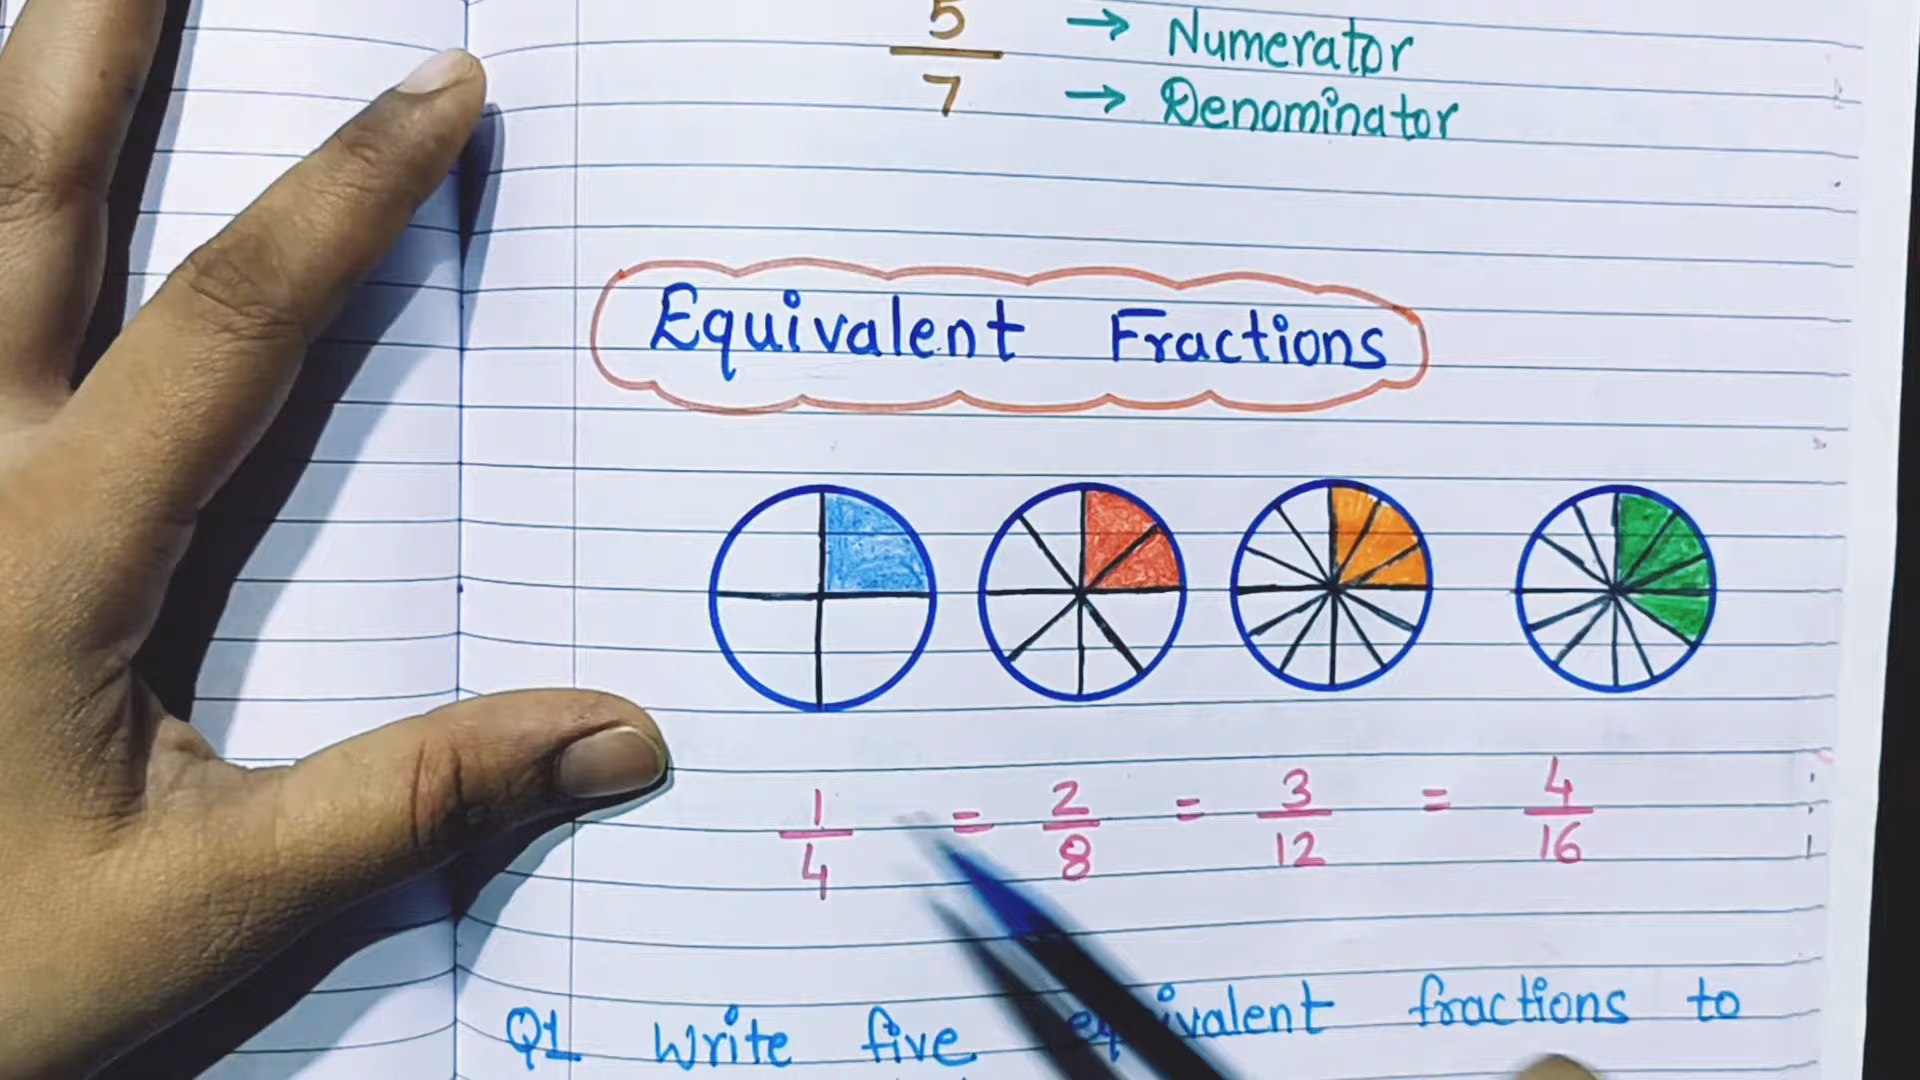 5/7 → Numerator
→ Denominator
Equivalent Fractions
1/4 = 2/8 = 3/12 = 4/16
Q1 Write five equivalent fractions to